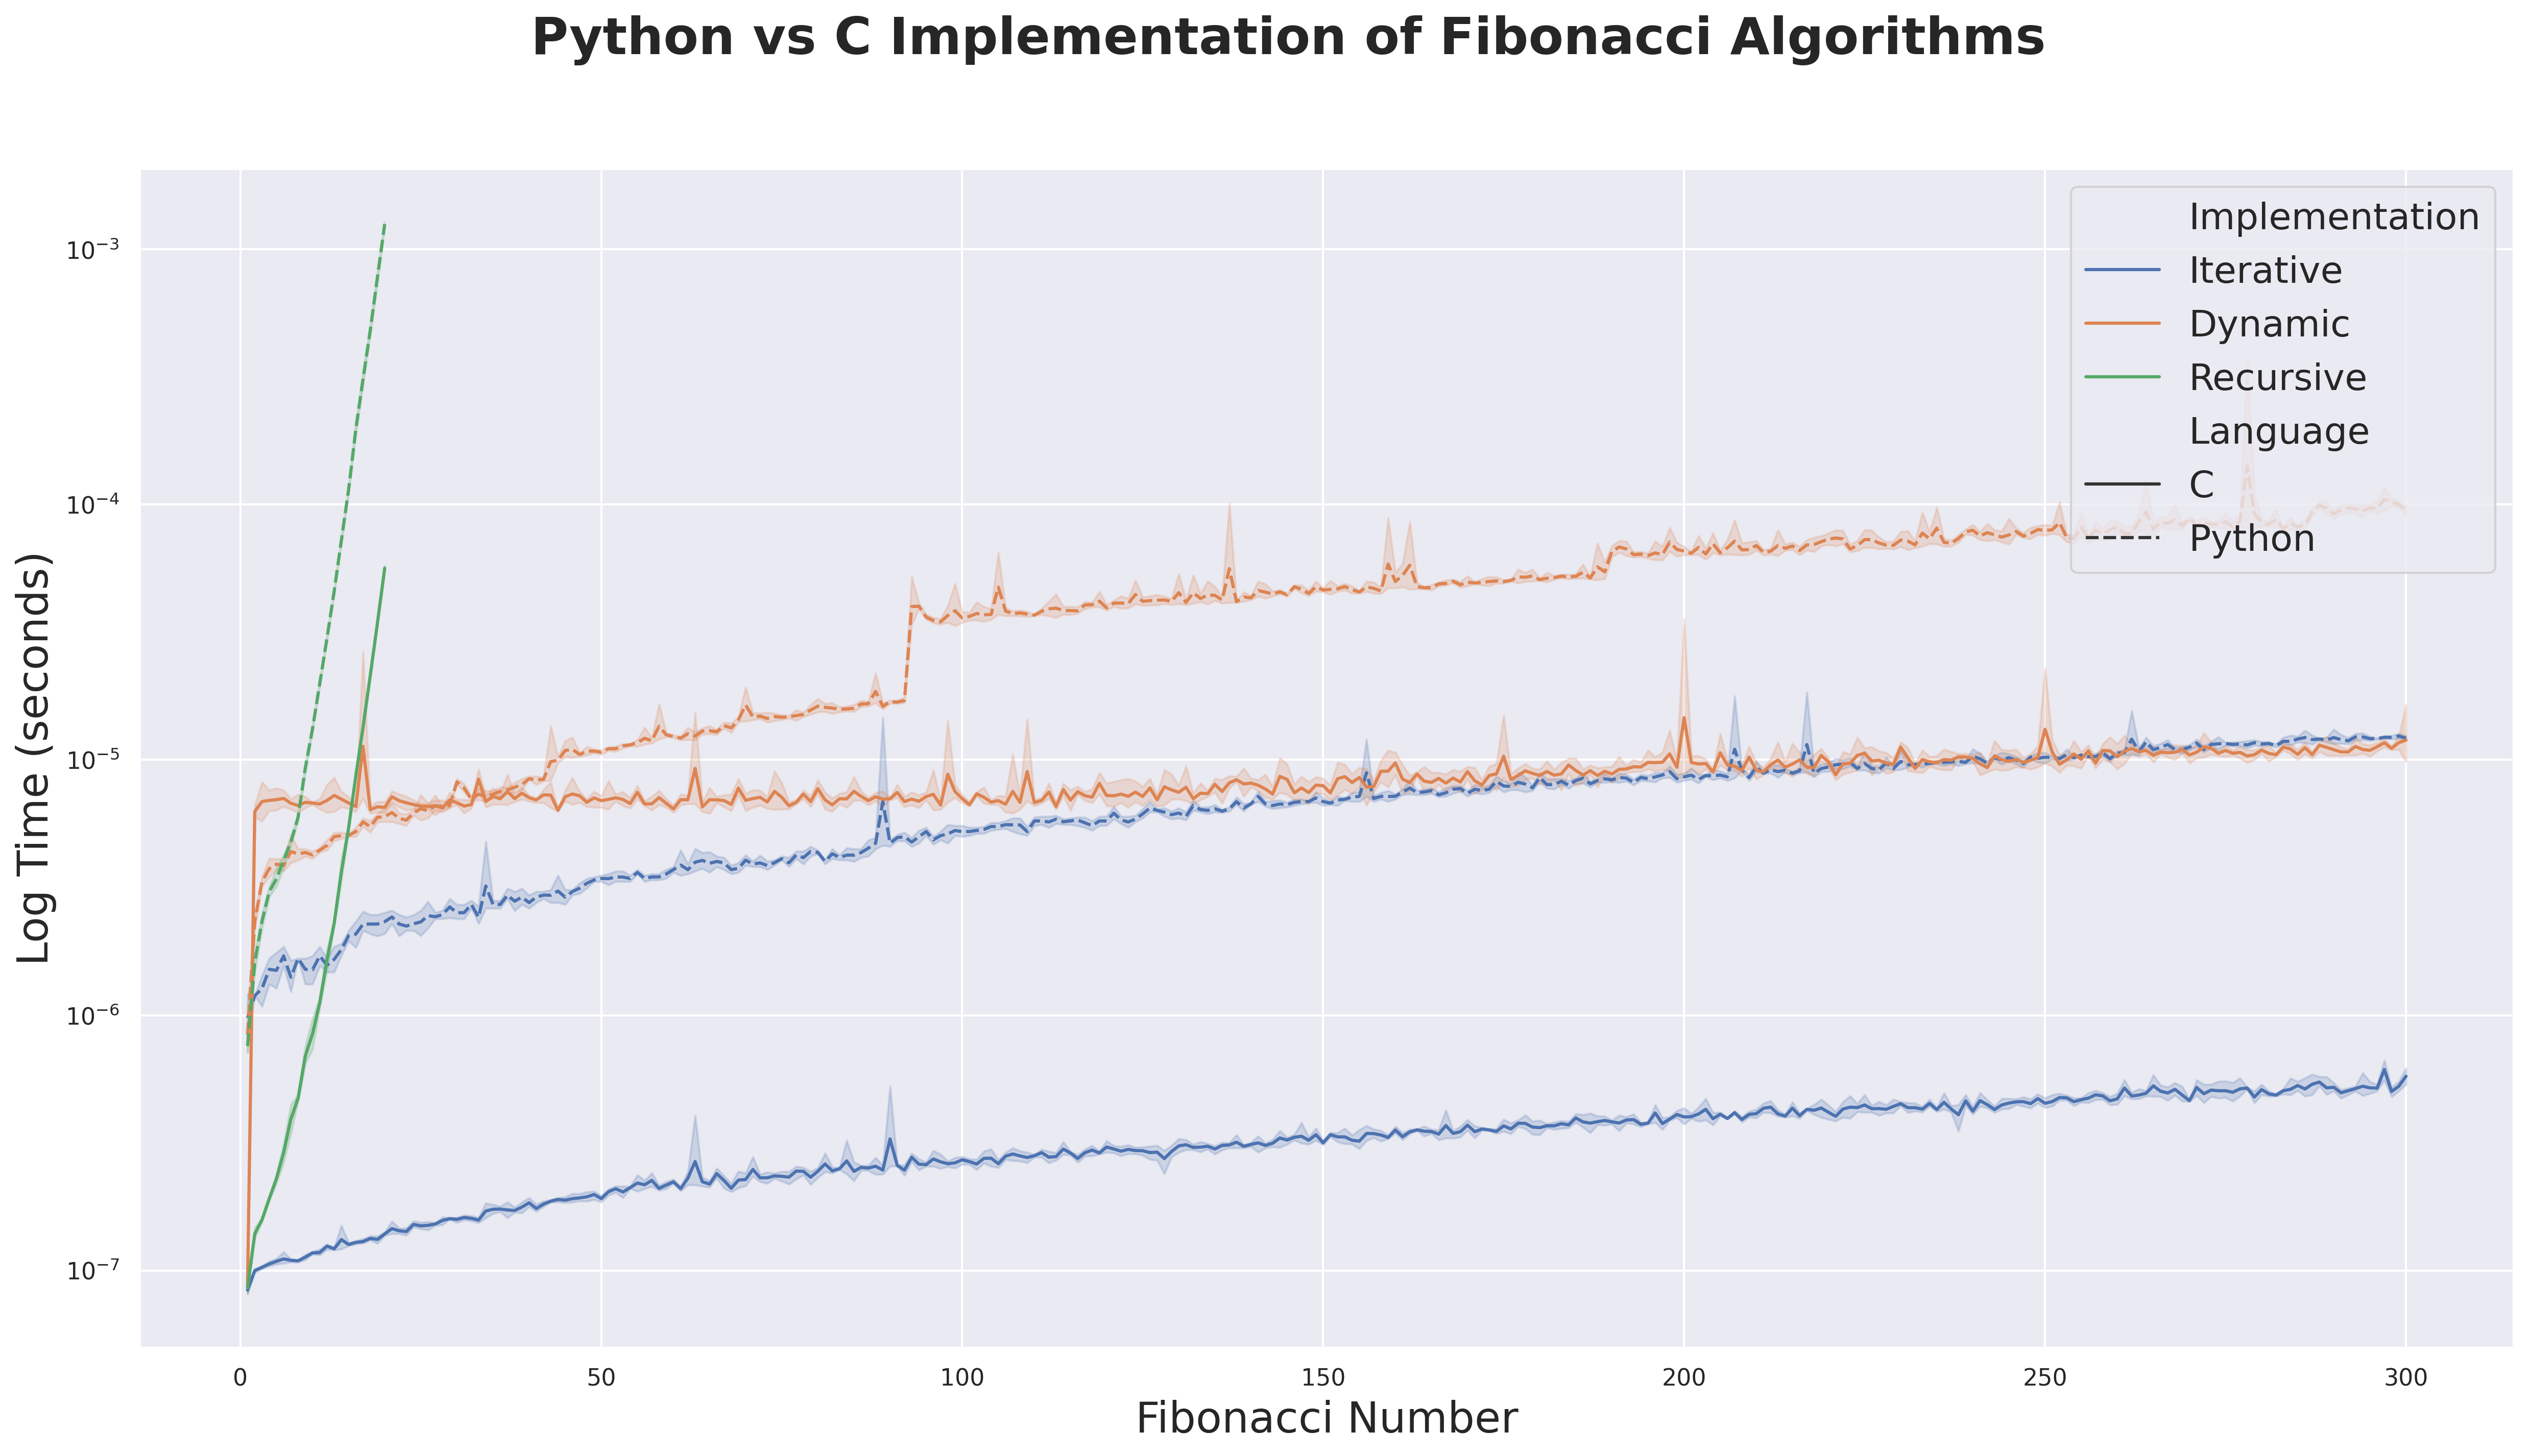 Python vs C Implementation of Fibonacci Algorithms
Log Time (seconds)
10⁻³
10⁻⁴
10⁻⁵
10⁻⁶
10⁻⁷
Implementation
Iterative
Dynamic
Recursive
Language
C
Python
0 50 100 150 200 250 300
Fibonacci Number